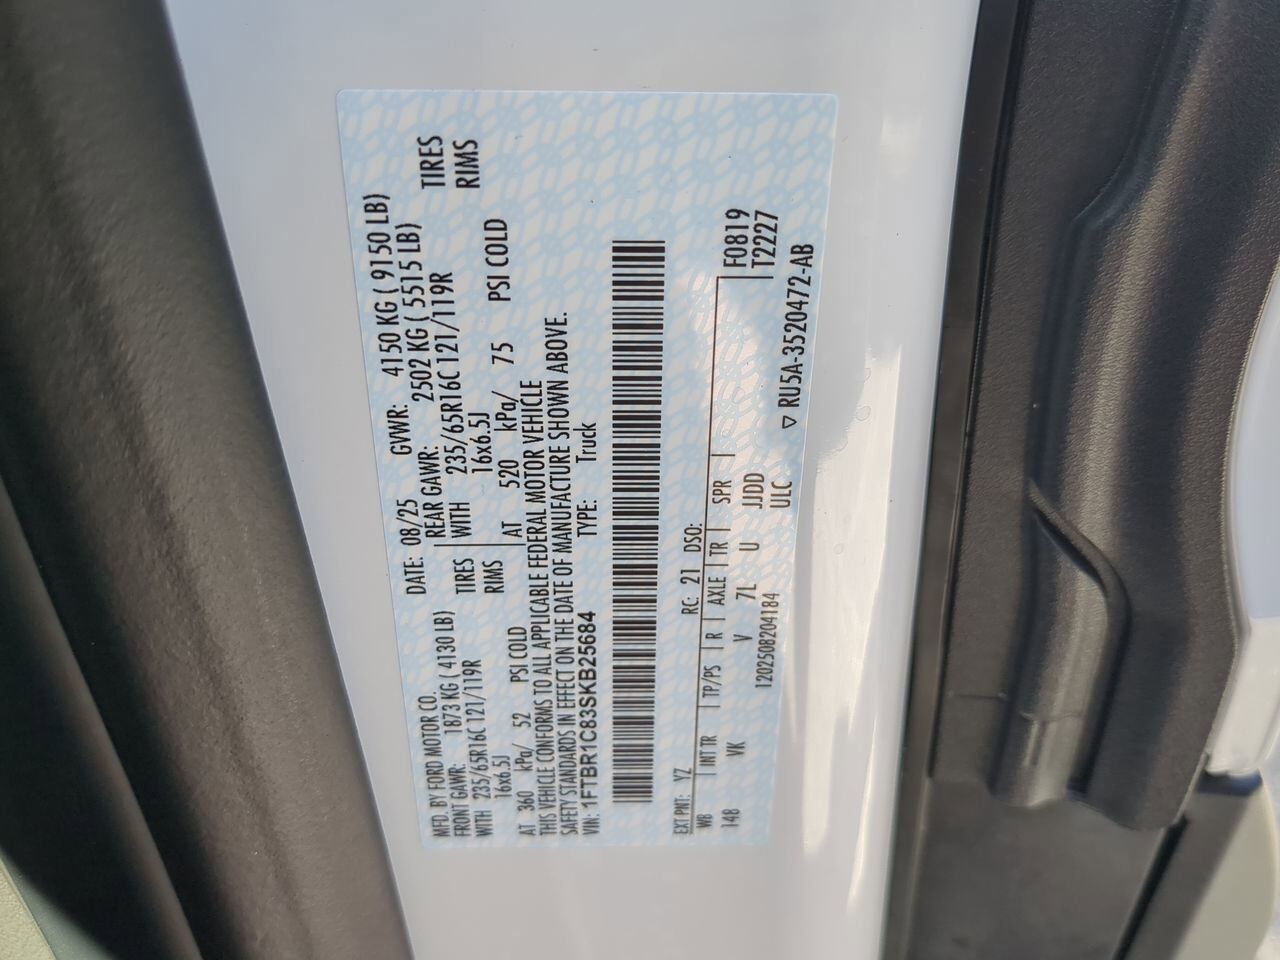 MFD. BY FORD MOTOR CO. DATE: 08/25 GVWR: 4150 KG ( 9150 LB)
FRONT GAWR: 1873 KG ( 4130 LB) REAR GAWR: 2502 KG ( 5515 LB)
WITH 235/65R16C 121/119R TIRES WITH 235/65R16C 121/119R TIRES
16x6.5J RIMS 16x6.5J RIMS
AT 360 kPa/ 52 PSI COLD AT 520 kPa/ 75 PSI COLD
THIS VEHICLE CONFORMS TO ALL APPLICABLE FEDERAL MOTOR VEHICLE
SAFETY STANDARDS IN EFFECT ON THE DATE OF MANUFACTURE SHOWN ABOVE.
VIN: 1FTBR1C83SKB25684 TYPE: Truck
EXT PNT: YZ RC: 21 DSO:
WB INT TR TP/PS R AXLE TR SPR F0819
148 VK V 7L U JJDD T2227
1202508204184 ULC
▽ RU5A-3520472-AB